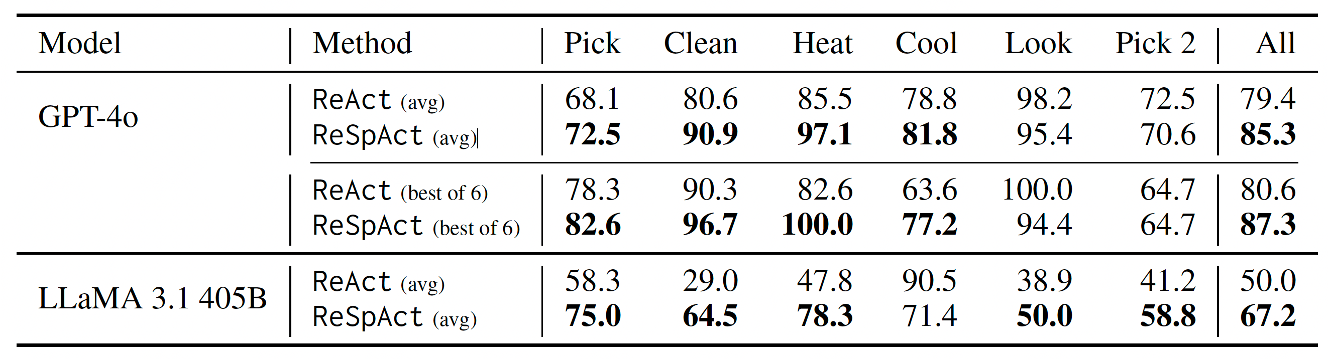 Model Method Pick Clean Heat Cool Look Pick 2 All
GPT-4o
ReAct (avg) 68.1 80.6 85.5 78.8 98.2 72.5 79.4
ReSpAct (avg) 72.5 90.9 97.1 81.8 95.4 70.6 85.3
ReAct (best of 6) 78.3 90.3 82.6 63.6 100.0 64.7 80.6
ReSpAct (best of 6) 82.6 96.7 100.0 77.2 94.4 64.7 87.3
LLaMA 3.1 405B
ReAct (avg) 58.3 29.0 47.8 90.5 38.9 41.2 50.0
ReSpAct (avg) 75.0 64.5 78.3 71.4 50.0 58.8 67.2